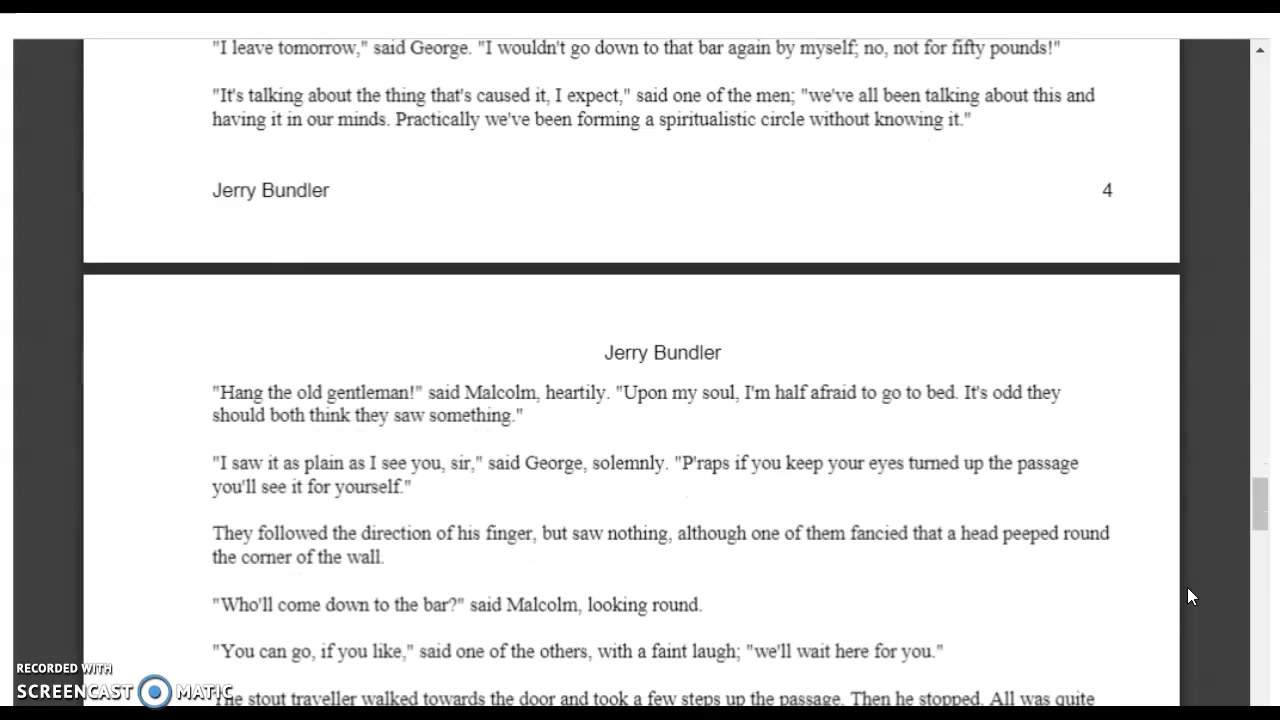 "I leave tomorrow," said George. "I wouldn't go down to that bar again by myself; no, not for fifty pounds!"
"It's talking about the thing that's caused it, I expect," said one of the men; "we've all been talking about this and
having it in our minds. Practically we've been forming a spiritualistic circle without knowing it."
Jerry Bundler 4
Jerry Bundler
"Hang the old gentleman!" said Malcolm, heartily. "Upon my soul, I'm half afraid to go to bed. It's odd they
should both think they saw something."
"I saw it as plain as I see you, sir," said George, solemnly. "P'raps if you keep your eyes turned up the passage
you'll see it for yourself."
They followed the direction of his finger, but saw nothing, although one of them fancied that a head peeped round
the corner of the wall.
"Who'll come down to the bar?" said Malcolm, looking round.
"You can go, if you like," said one of the others, with a faint laugh; "we'll wait here for you."
The stout traveller walked towards the door and took a few steps up the passage. Then he stopped. All was quite
RECORDED WITH
SCREENCAST MATIC